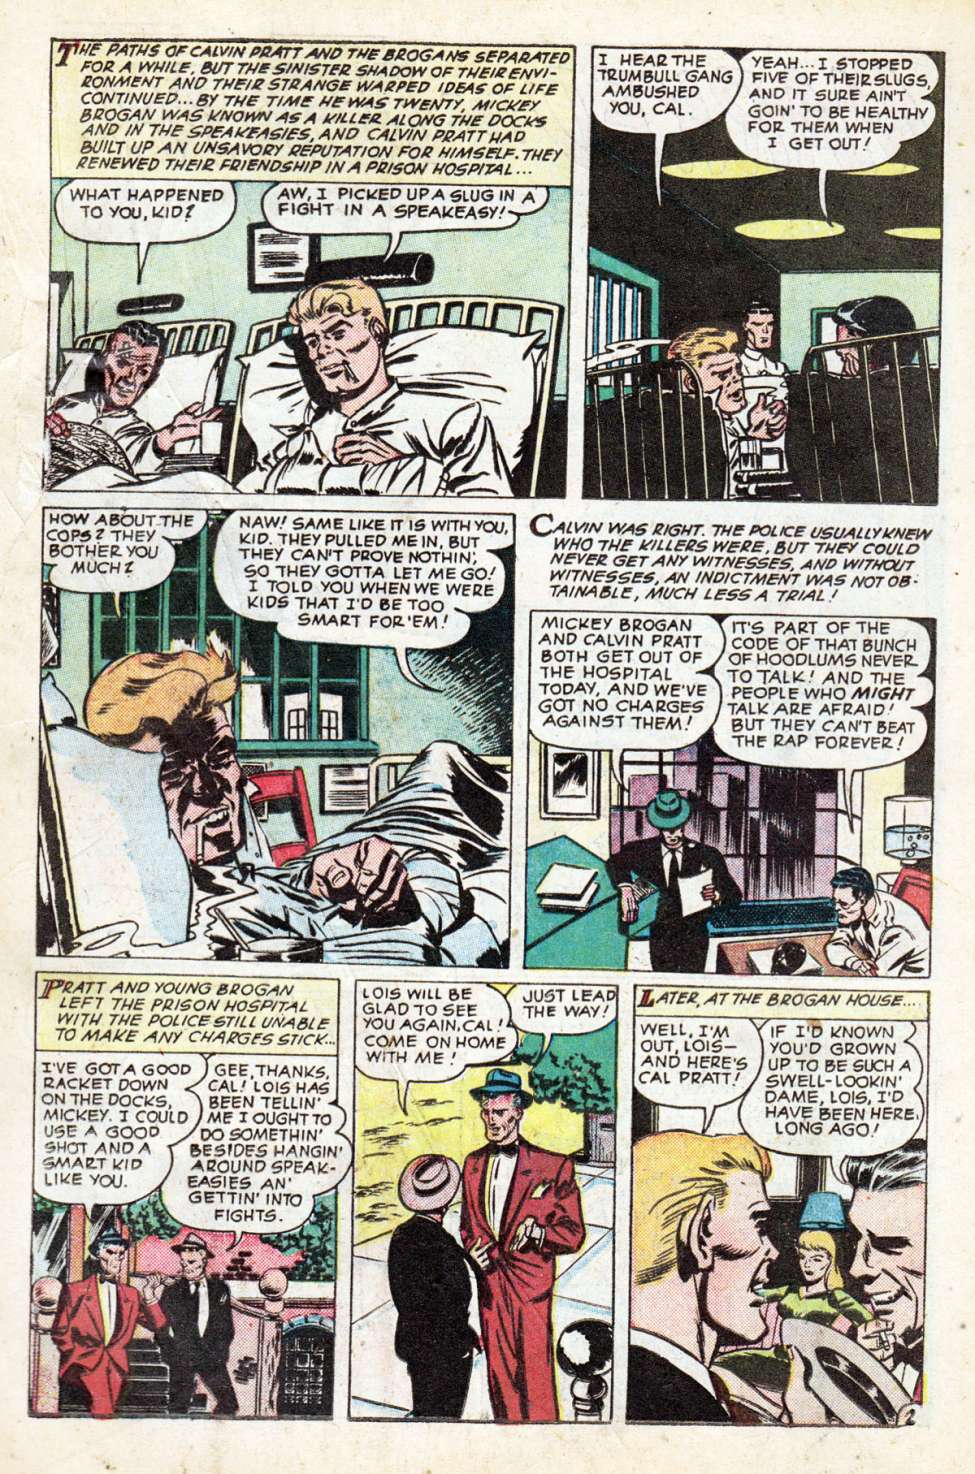 THE PATHS OF CALVIN PRATT AND THE BROGANS SEPARATED
FOR A WHILE, BUT THE SINISTER SHADOW OF THEIR ENVI-
RONMENT AND THEIR STRANGE WARPED IDEAS OF LIFE
CONTINUED... BY THE TIME HE WAS TWENTY, MICKEY
BROGAN WAS KNOWN AS A KILLER ALONG THE DOCKS
AND IN THE SPEAKEASIES, AND CALVIN PRATT HAD
BUILT UP AN UNSAVORY REPUTATION FOR HIMSELF. THEY
RENEWED THEIR FRIENDSHIP IN A PRISON HOSPITAL...
WHAT HAPPENED
TO YOU, KID?
AW, I PICKED UP A SLUG IN A
FIGHT IN A SPEAKEASY!
I HEAR THE
TRUMBULL GANG
AMBUSHED
YOU, CAL.
YEAH... I STOPPED
FIVE OF THEIR SLUGS,
AND IT SURE AIN'T
GOIN' TO BE HEALTHY
FOR THEM WHEN
I GET OUT!
HOW ABOUT THE
COPS? THEY
BOTHER YOU
MUCH?
NAW! SAME LIKE IT IS WITH YOU,
KID. THEY PULLED ME IN, BUT
THEY CAN'T PROVE NOTHIN',
SO THEY GOTTA LET ME GO!
I TOLD YOU WHEN WE WERE
KIDS THAT I'D BE TOO
SMART FOR 'EM!
CALVIN WAS RIGHT. THE POLICE USUALLY KNEW
WHO THE KILLERS WERE, BUT THEY COULD
NEVER GET ANY WITNESSES, AND WITHOUT
WITNESSES, AN INDICTMENT WAS NOT OB-
TAINABLE, MUCH LESS A TRIAL!
MICKEY BROGAN
AND CALVIN PRATT
BOTH GET OUT OF
THE HOSPITAL
TODAY, AND WE'VE
GOT NO CHARGES
AGAINST THEM!
IT'S PART OF THE
CODE OF THAT BUNCH
OF HOODLUMS NEVER
TO TALK! AND THE
PEOPLE WHO MIGHT
TALK ARE AFRAID!
BUT THEY CAN'T BEAT
THE RAP FOREVER!
PRATT AND YOUNG BROGAN
LEFT THE PRISON HOSPITAL
WITH THE POLICE STILL UNABLE
TO MAKE ANY CHARGES STICK...
I'VE GOT A GOOD
RACKET DOWN
ON THE DOCKS,
MICKEY. I COULD
USE A GOOD
SHOT AND A
SMART KID
LIKE YOU.
GEE, THANKS,
CAL! LOIS HAS
BEEN TELLIN'
ME I OUGHT TO
DO SOMETHIN'
BESIDES HANGIN'
AROUND SPEAK-
EASIES AN'
GETTIN' INTO
FIGHTS.
LOIS WILL BE
GLAD TO SEE
YOU AGAIN, CAL!
COME ON HOME
WITH ME!
JUST LEAD
THE WAY!
LATER, AT THE BROGAN HOUSE...
WELL, I'M
OUT, LOIS-
AND HERE'S
CAL PRATT!
IF I'D KNOWN
YOU'D GROWN
UP TO BE SUCH A
SWELL-LOOKIN'
DAME, LOIS, I'D
HAVE BEEN HERE
LONG AGO!
2